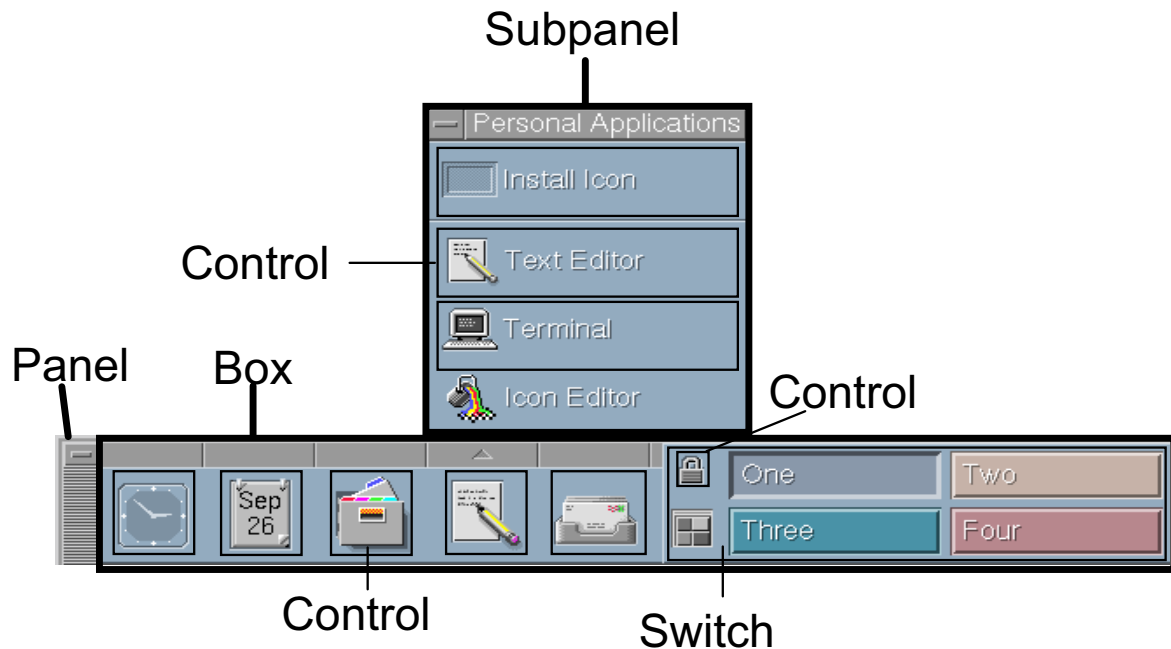 Subpanel
Personal Applications
Install Icon
Control
Text Editor
Terminal
Panel
Box
Icon Editor
Control
One
Two
Sep
26
Three
Four
Control
Switch